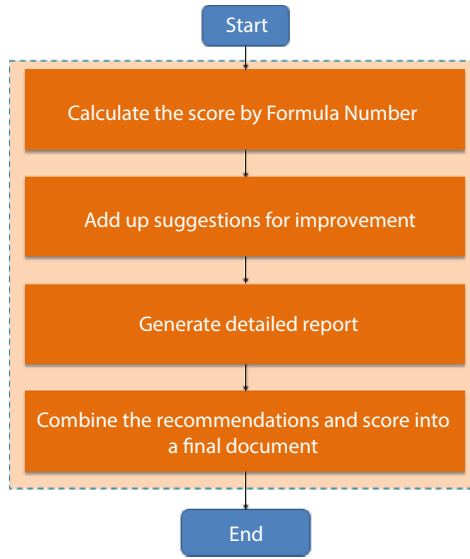 Start
Calculate the score by Formula Number
Add up suggestions for improvement
Generate detailed report
Combine the recommendations and score into
a final document
End